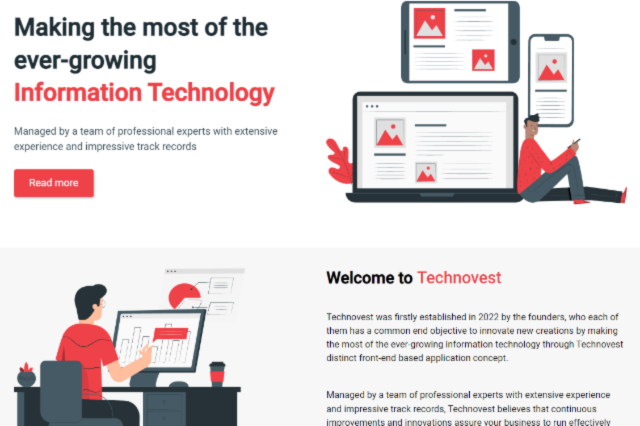 Making the most of the
ever-growing
Information Technology
Managed by a team of professional experts with extensive
experience and impressive track records
Read more
Welcome to Technovest
Technovest was firstly established in 2022 by the founders, who each of
them has a common end objective to innovate new creations by making
the most of the ever-growing information technology through Technovest
distinct front-end based application concept.
Managed by a team of professional experts with extensive experience
and impressive track records, Technovest believes that continuous
improvements and innovations assure your business to run effectively